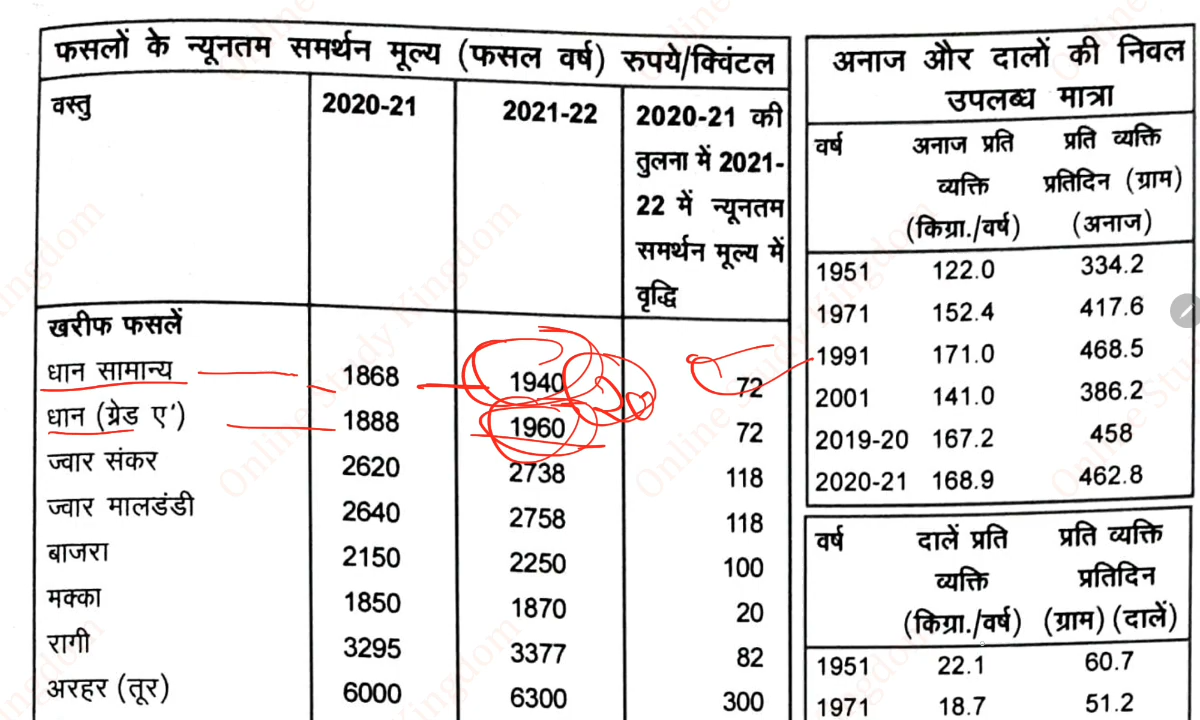 फसलों के न्यूनतम समर्थन मूल्य (फसल वर्ष) रुपये/क्विंटल
वस्तु 2020-21 2021-22 2020-21 की
तुलना में 2021-
22 में न्यूनतम
समर्थन मूल्य में
वृद्धि
खरीफ फसलें
धान सामान्य 1868 1940 72
धान (ग्रेड ए') 1888 1960 72
ज्वार संकर 2620 2738 118
ज्वार मालडंडी 2640 2758 118
बाजरा 2150 2250 100
मक्का 1850 1870 20
रागी 3295 3377 82
अरहर (तूर) 6000 6300 300
अनाज और दालों की निवल
उपलब्ध मात्रा
वर्ष अनाज प्रति प्रति व्यक्ति
व्यक्ति प्रतिदिन (ग्राम)
(किग्रा./वर्ष) (अनाज)
1951 122.0 334.2
1971 152.4 417.6
1991 171.0 468.5
2001 141.0 386.2
2019-20 167.2 458
2020-21 168.9 462.8
वर्ष दालें प्रति प्रति व्यक्ति
व्यक्ति प्रतिदिन
(किग्रा./वर्ष) (ग्राम) (दालें)
1951 22.1 60.7
1971 18.7 51.2
Online Study Kingdom